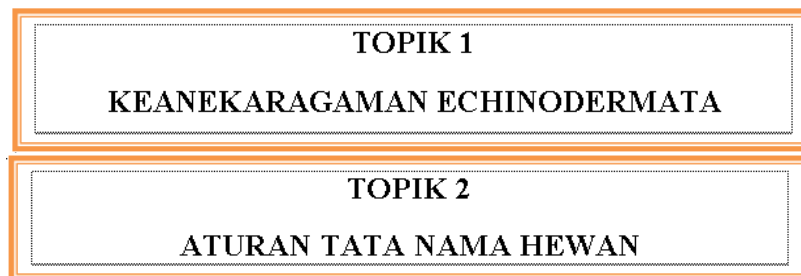 TOPIK 1
KEANEKARAGAMAN ECHINODERMATA
TOPIK 2
ATURAN TATA NAMA HEWAN